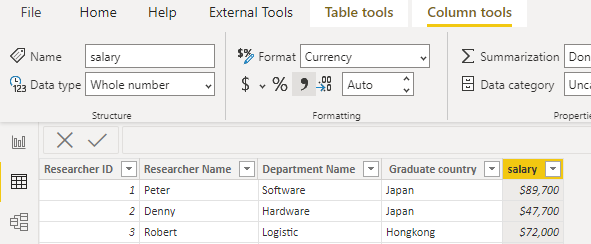 File Home Help External Tools Table tools Column tools
Name salary $% Format Currency Σ Summarization Don
123 Data type Whole number $ % , .00 Auto Data category Unca
Structure Formatting Properti
Researcher ID Researcher Name Department Name Graduate country salary
1 Peter Software Japan $89,700
2 Denny Hardware Japan $47,700
3 Robert Logistic Hongkong $72,000